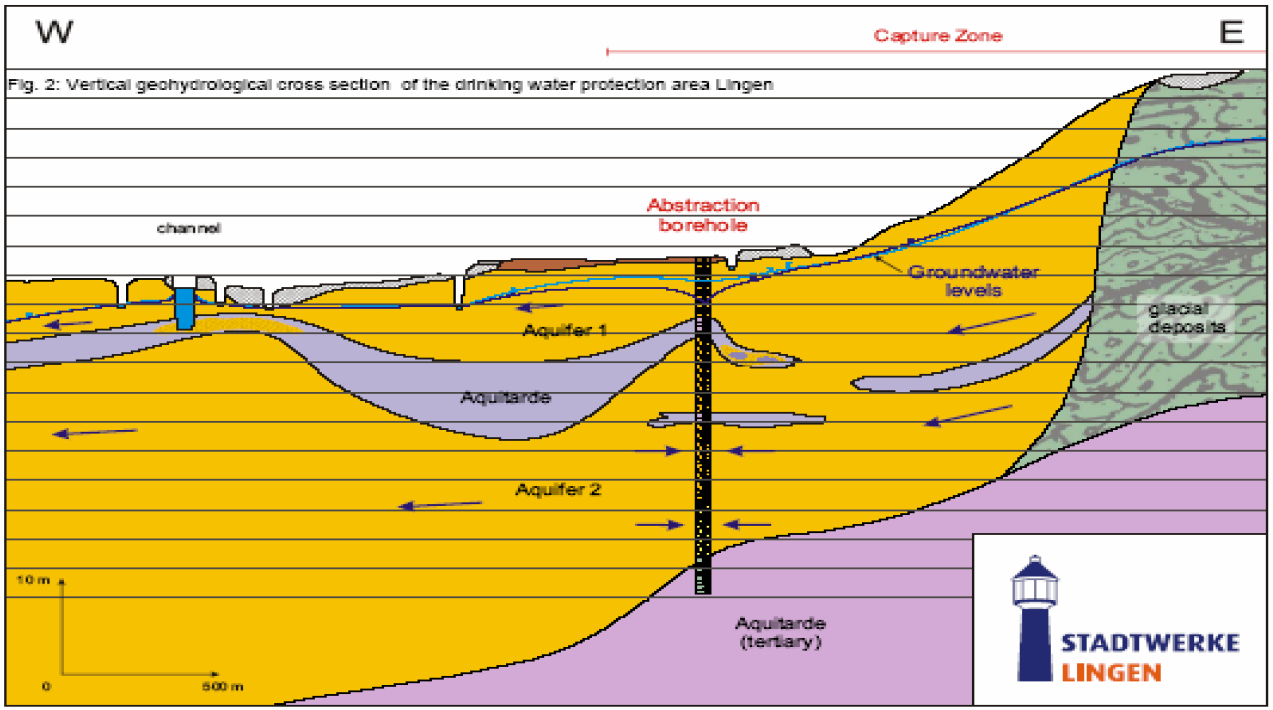 W
E
Capture Zone
Fig. 2: Vertical geohydrological cross section of the drinking water protection area Lingen
Abstraction
borehole
channel
Groundwater
levels
glacial
deposits
Aquifer 1
Aquitarde
Aquifer 2
10 m
0
500 m
Aquitarde
(tertiary)
STADTWERKE
LINGEN